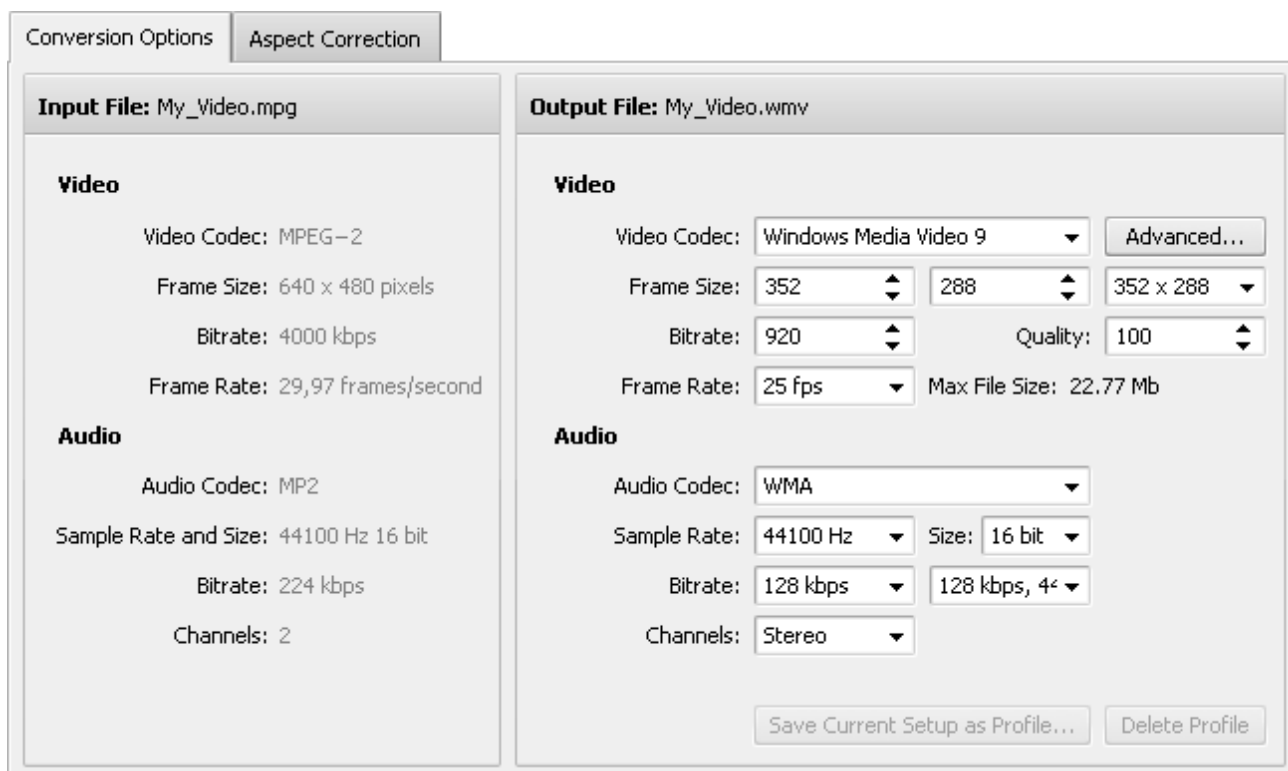 Conversion Options Aspect Correction
Input File: My_Video.mpg
Video
Video Codec: MPEG-2
Frame Size: 640 x 480 pixels
Bitrate: 4000 kbps
Frame Rate: 29,97 frames/second
Audio
Audio Codec: MP2
Sample Rate and Size: 44100 Hz 16 bit
Bitrate: 224 kbps
Channels: 2
Output File: My_Video.wmv
Video
Video Codec: Windows Media Video 9 Advanced...
Frame Size: 352 288 352 x 288
Bitrate: 920 Quality: 100
Frame Rate: 25 fps Max File Size: 22.77 Mb
Audio
Audio Codec: WMA
Sample Rate: 44100 Hz Size: 16 bit
Bitrate: 128 kbps 128 kbps, 44
Channels: Stereo
Save Current Setup as Profile... Delete Profile